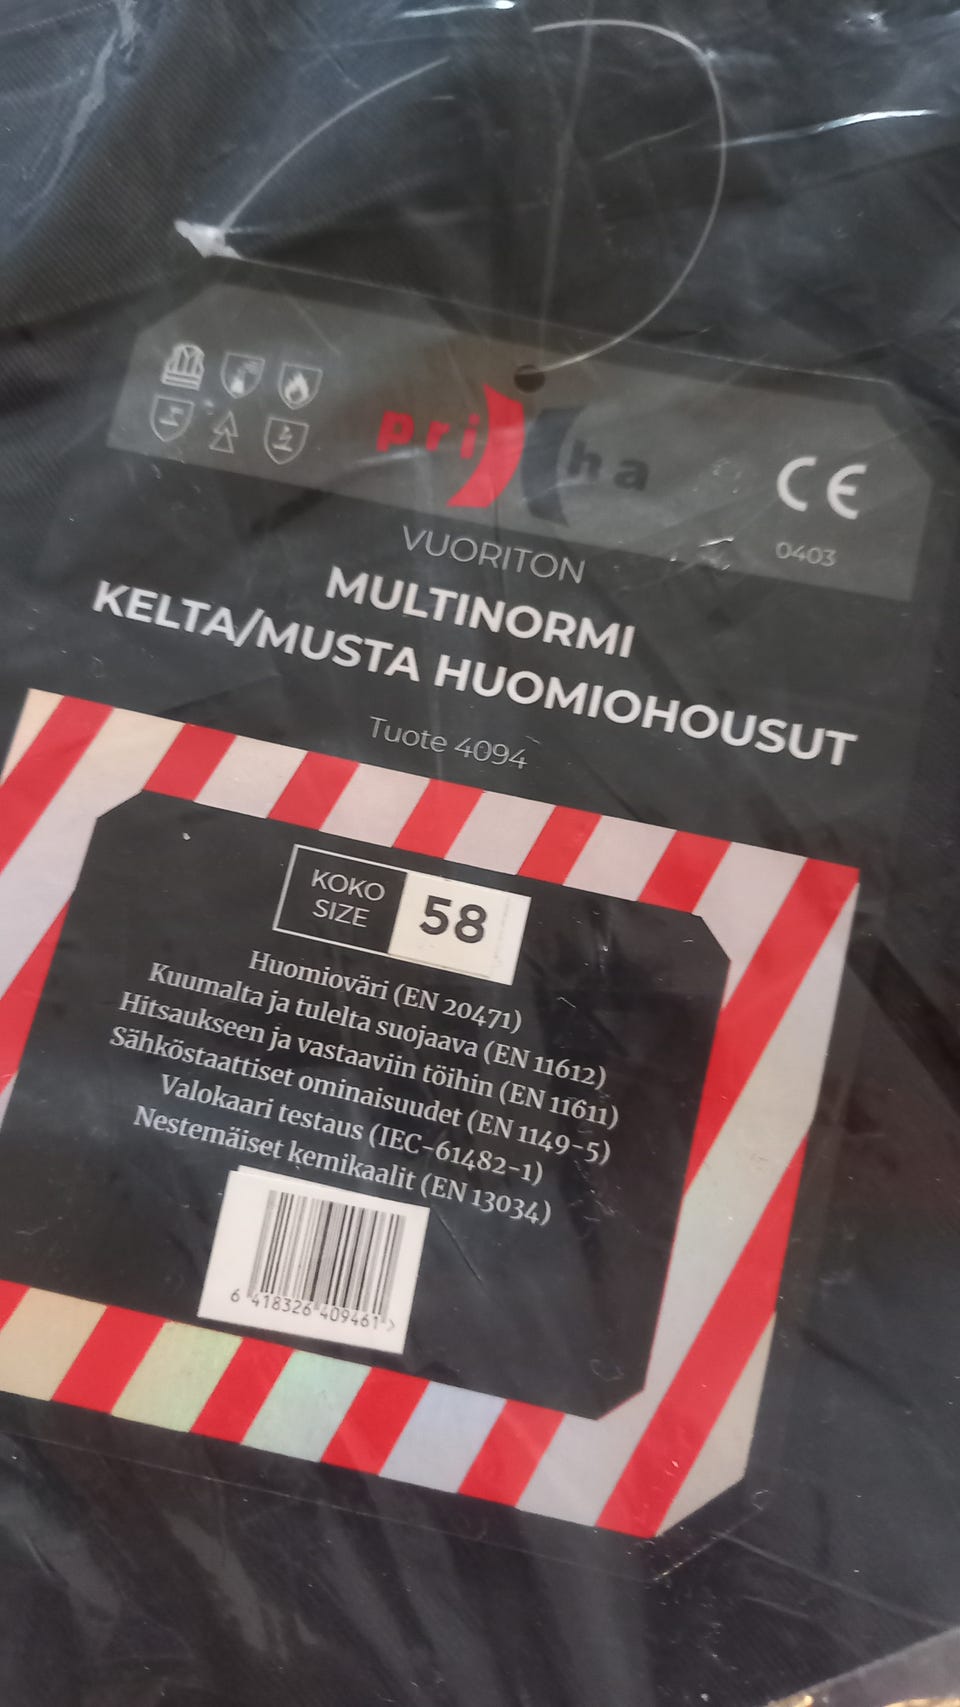 pri ha
CE
0403
VUORITON
MULTINORMI
KELTA/MUSTA HUOMIOHOUSUT
Tuote 4094
KOKO
SIZE
58
Huomioväri (EN 20471)
Kuumalta ja tulelta suojaava (EN 11612)
Hitsaukseen ja vastaaviin töihin (EN 11611)
Sähköstaattiset ominaisuudet (EN 1149-5)
Valokaari testaus (IEC-61482-1)
Nestemäiset kemikaalit (EN 13034)
6 418326 409461 >